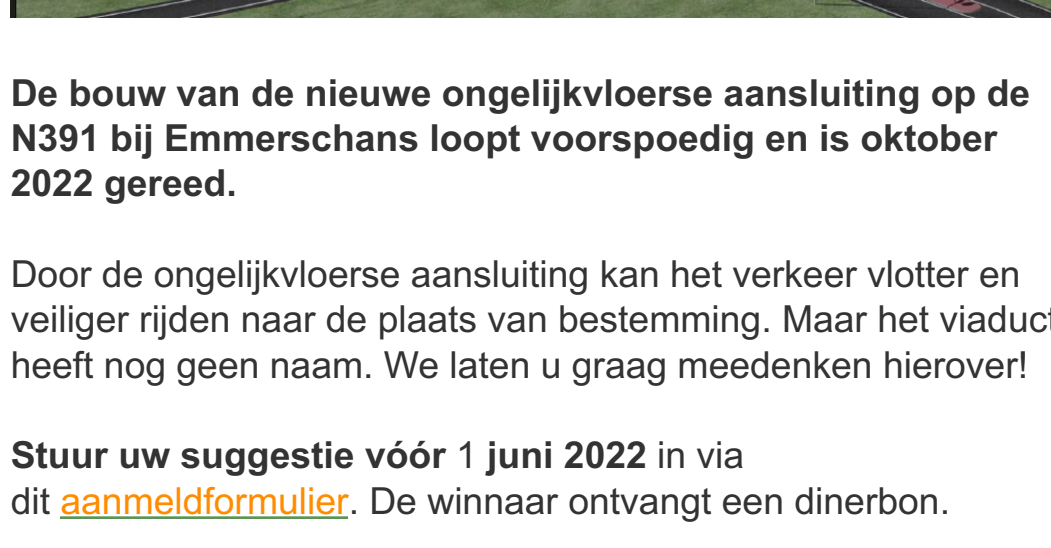 De bouw van de nieuwe ongelijkvloerse aansluiting op de
N391 bij Emmerschans loopt voorspoedig en is oktober
2022 gereed.
Door de ongelijkvloerse aansluiting kan het verkeer vlotter en
veiliger rijden naar de plaats van bestemming. Maar het viaduct
heeft nog geen naam. We laten u graag meedenken hierover!
Stuur uw suggestie vóór 1 juni 2022 in via
dit aanmeldformulier. De winnaar ontvangt een dinerbon.